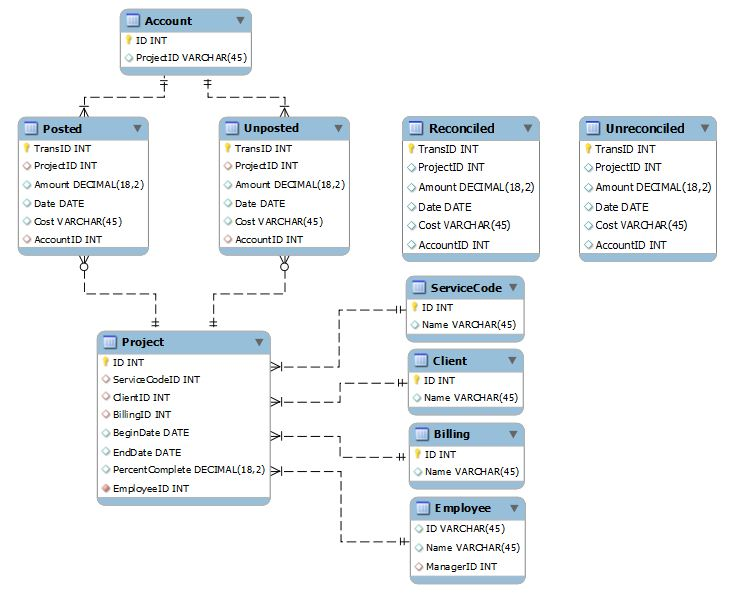 Account
ID INT
ProjectID VARCHAR(45)
Posted
TransID INT
ProjectID INT
Amount DECIMAL(18,2)
Date DATE
Cost VARCHAR(45)
AccountID INT
Unposted
TransID INT
ProjectID INT
Amount DECIMAL(18,2)
Date DATE
Cost VARCHAR(45)
AccountID INT
Reconciled
TransID INT
ProjectID INT
Amount DECIMAL(18,2)
Date DATE
Cost VARCHAR(45)
AccountID INT
Unreconciled
TransID INT
ProjectID INT
Amount DECIMAL(18,2)
Date DATE
Cost VARCHAR(45)
AccountID INT
Project
ID INT
ServiceCodeID INT
ClientID INT
BillingID INT
BeginDate DATE
EndDate DATE
PercentComplete DECIMAL(18,2)
EmployeeID INT
ServiceCode
ID INT
Name VARCHAR(45)
Client
ID INT
Name VARCHAR(45)
Billing
ID INT
Name VARCHAR(45)
Employee
ID VARCHAR(45)
Name VARCHAR(45)
ManagerID INT